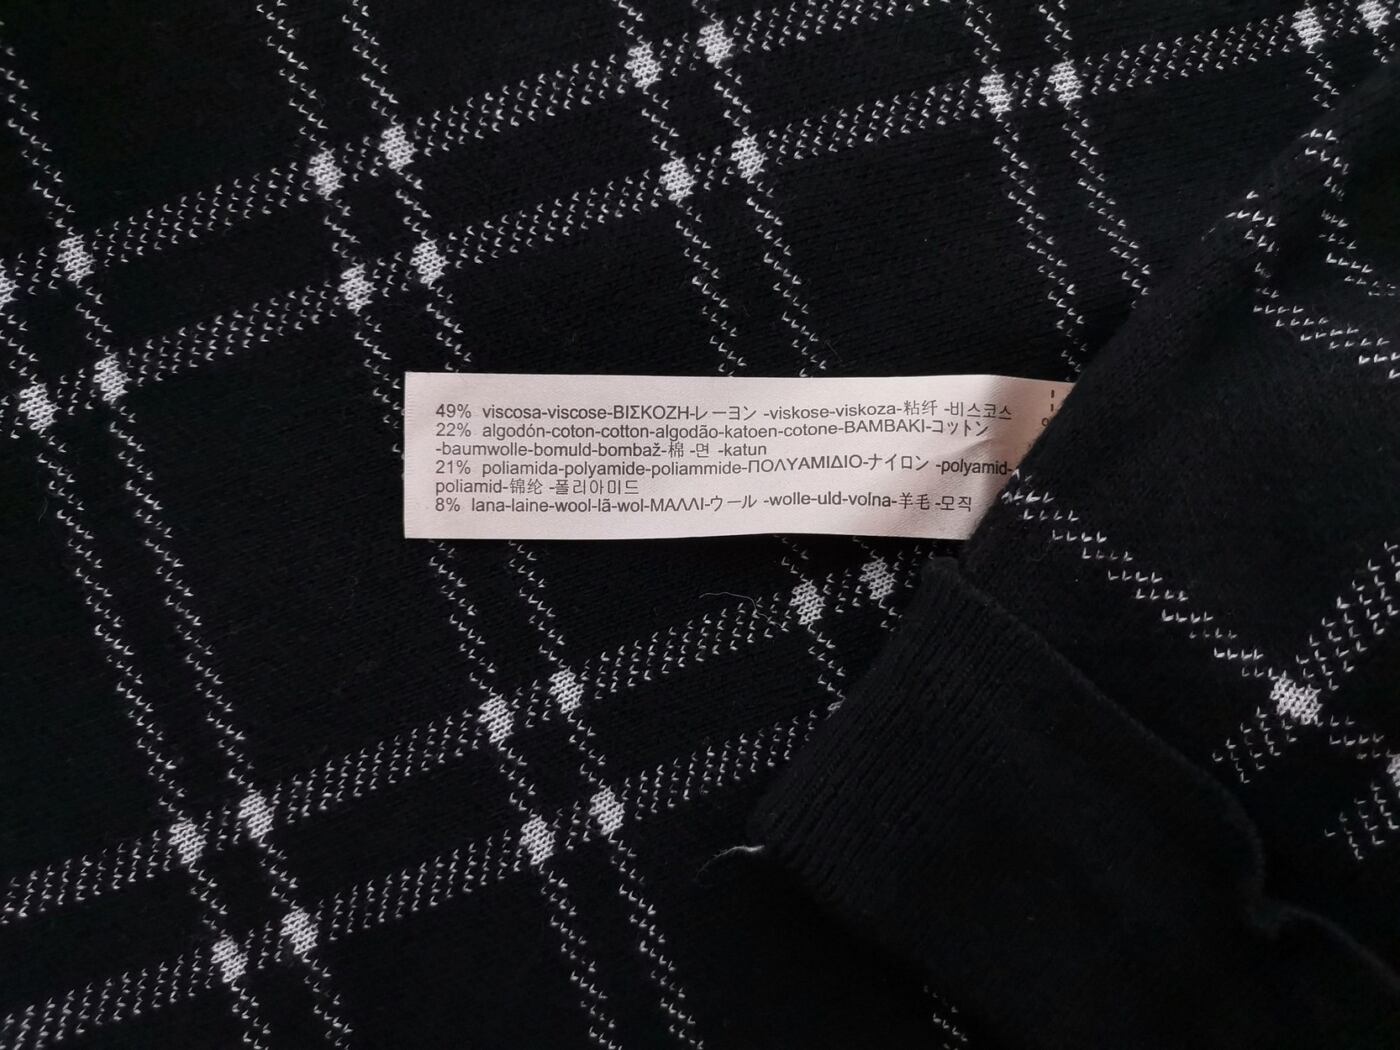 49% viscosa-viscose-ΒΙΣΚΟΖΗ-レーヨン -viskose-viskoza-粘纤 -비스코스
22% algodón-coton-cotton-algodão-katoen-cotone-BAMBAKI-コットン
-baumwolle-bomuld-bombaž-棉 -면 -katun
21% poliamida-polyamide-poliammide-ΠΟΛΥΑΜΙΔΙΟ-ナイロン -polyamid-
poliamid-锦纶 -폴리아미드
8% lana-laine-wool-lã-wol-ΜΑΛΛΙ-ウール -wolle-uld-volna-羊毛 -모직